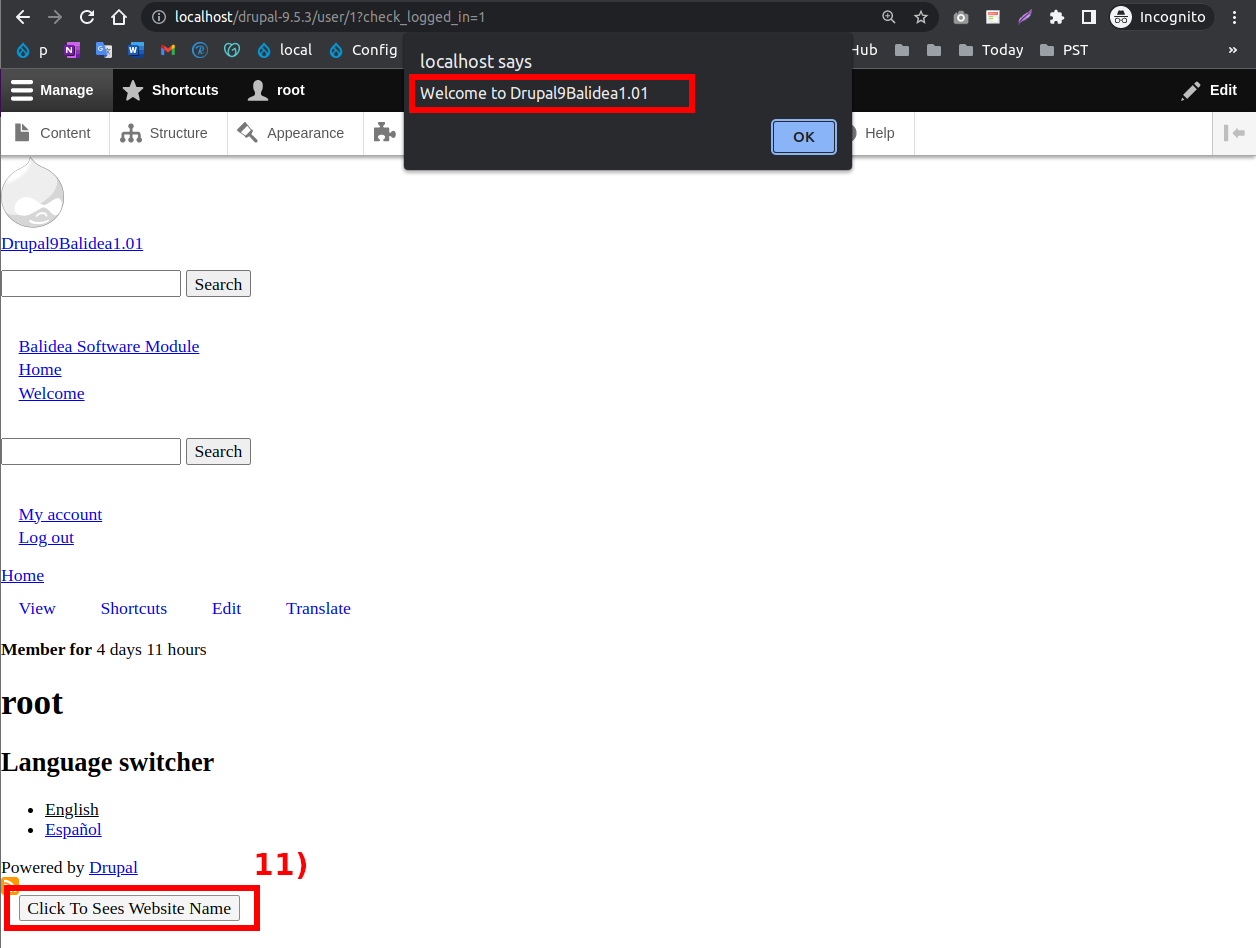 localhost/drupal-9.5.3/user/1?check_logged_in=1
Incognito
p
local
Config
Hub
Today
PST
»
localhost says
Welcome to Drupal9Balidea1.01
OK
Manage
Shortcuts
root
Edit
Content
Structure
Appearance
Help
Drupal9Balidea1.01
Search
Balidea Software Module
Home
Welcome
Search
My account
Log out
Home
View Shortcuts Edit Translate
Member for 4 days 11 hours
root
Language switcher
English
Español
Powered by Drupal
11)
Click To Sees Website Name